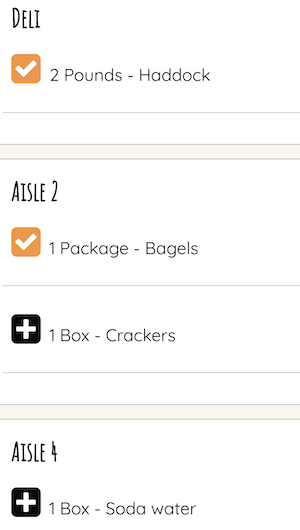 Deli
2 Pounds - Haddock
Aisle 2
1 Package - Bagels
1 Box - Crackers
Aisle 4
1 Box - Soda water